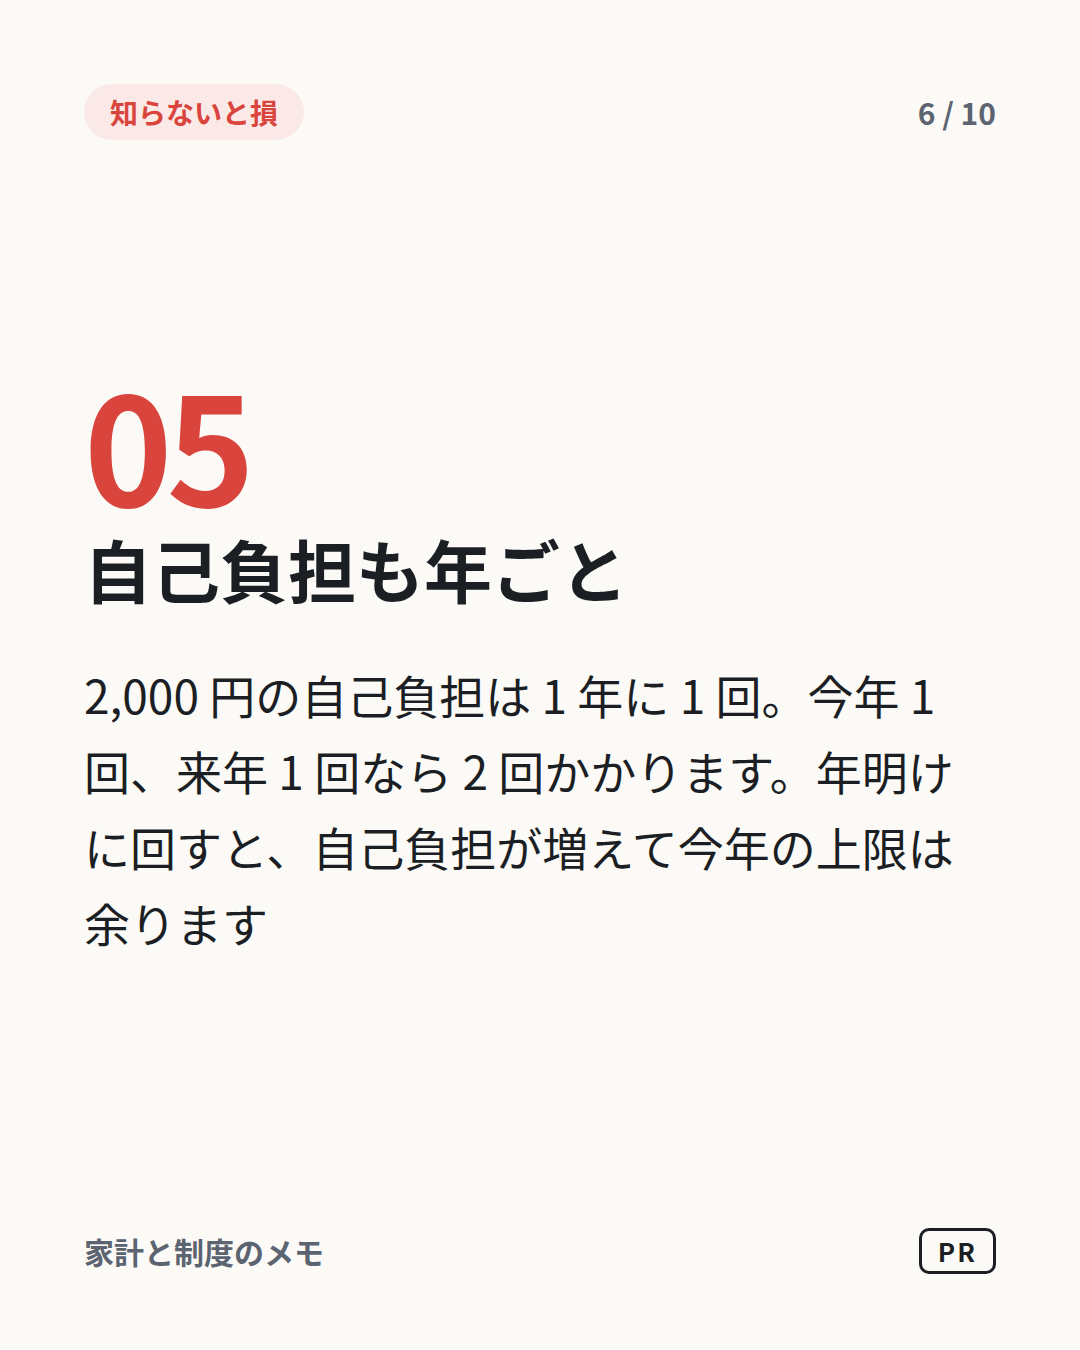 知らないと損
6 / 10
05
自己負担も年ごと
2,000 円の自己負担は 1 年に 1 回。今年 1
回、来年 1 回なら 2 回かかります。年明け
に回すと、自己負担が増えて今年の上限は
余ります
家計と制度のメモ
PR